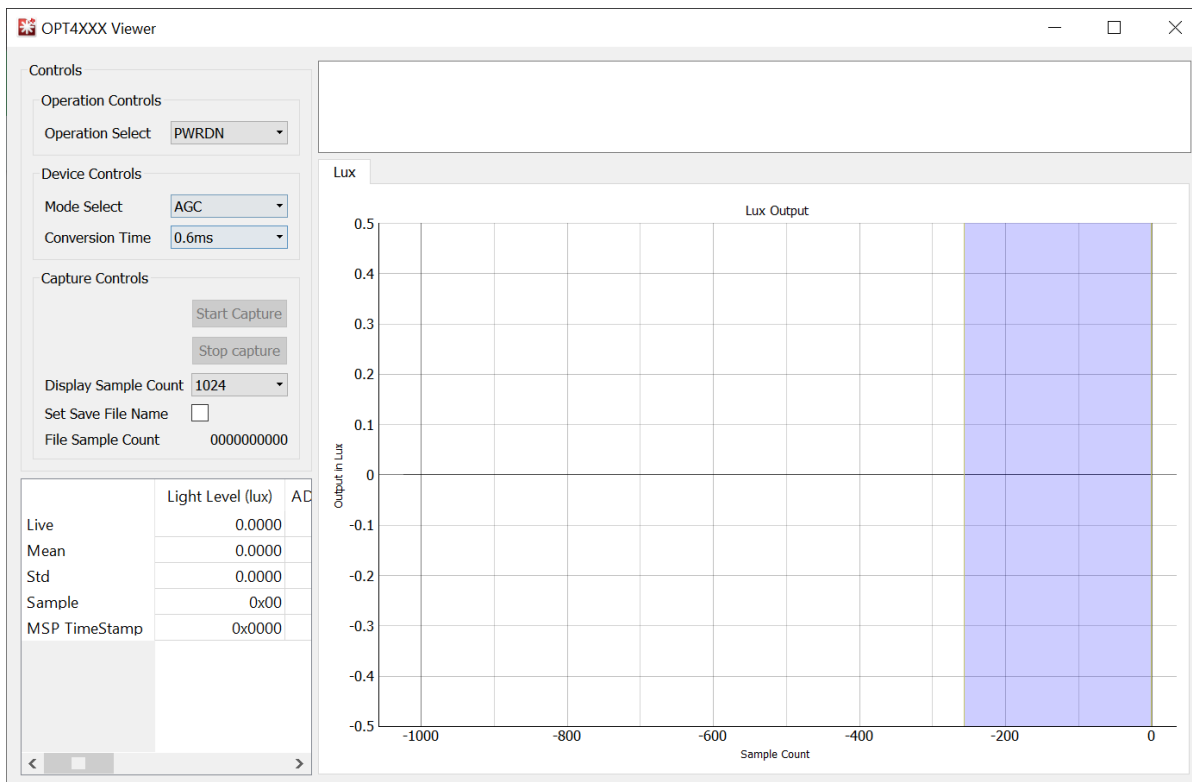 OPT4XXX Viewer
Controls
Operation Controls
Operation Select PWRDN
Device Controls
Mode Select AGC
Conversion Time 0.6ms
Capture Controls
Start Capture
Stop capture
Display Sample Count 1024
Set Save File Name
File Sample Count 0000000000
Light Level (lux) AD
Live 0.0000
Mean 0.0000
Std 0.0000
Sample 0x00
MSP TimeStamp 0x0000
Lux
Lux Output
0.5
0.4
0.3
0.2
0.1
0
-0.1
-0.2
-0.3
-0.4
-0.5
Output in Lux
-1000 -800 -600 -400 -200 0
Sample Count